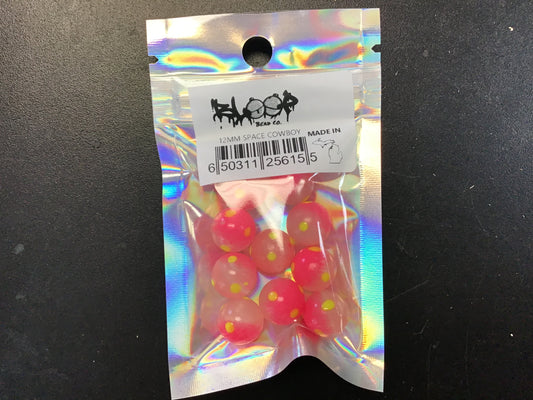 BLOOP
BEAD CO.
12MM SPACE COWBOY
MADE IN
6 50311 25615 5